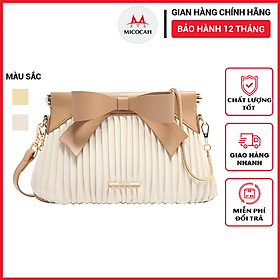 MICOCAH
GIAN HÀNG CHÍNH HÃNG
BẢO HÀNH 12 THÁNG
MÀU SẮC
CHẤT LƯỢNG
TỐT
GIAO HÀNG
NHANH
MIỄN PHÍ
ĐỔI TRẢ